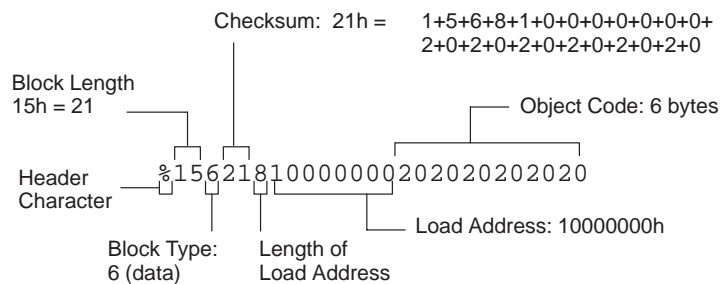 Checksum: 21h = 1+5+6+8+1+0+0+0+0+0+0+0+
2+0+2+0+2+0+2+0+2+0+2+0
Block Length
15h = 21
Object Code: 6 bytes
%1562181000000020202020202020
Header
Character
Load Address: 10000000h
Block Type:
6 (data)
Length of
Load Address